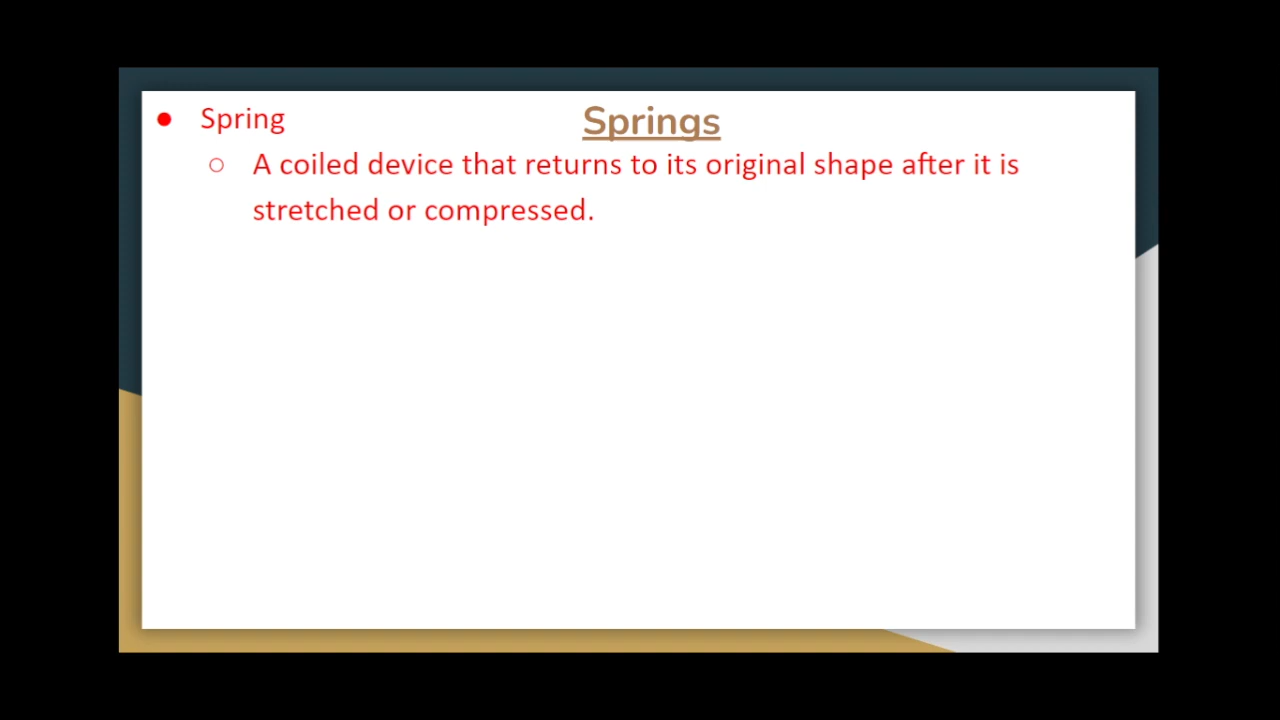 Springs
● Spring
○ A coiled device that returns to its original shape after it is
stretched or compressed.